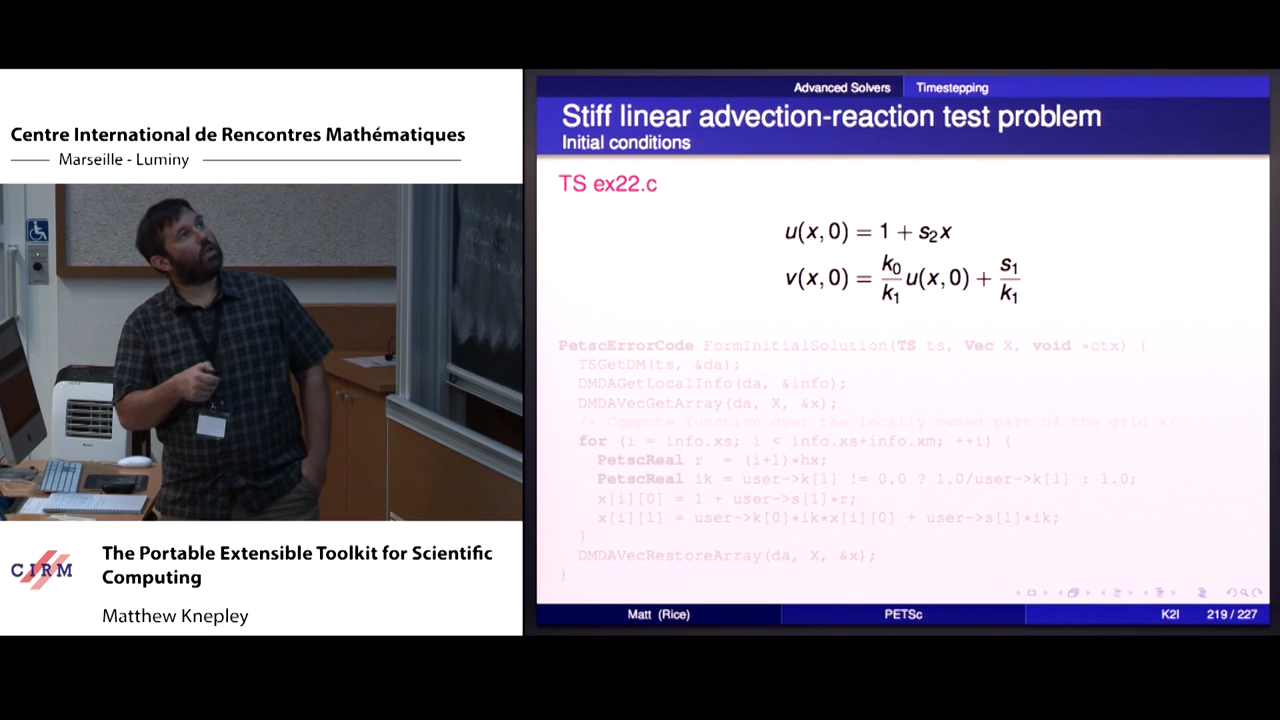 Centre International de Rencontres Mathématiques
Marseille - Luminy
CIRM
The Portable Extensible Toolkit for Scientific
Computing
Matthew Knepley
Advanced Solvers Timestepping
Stiff linear advection-reaction test problem
Initial conditions
TS ex22.c
u(x, 0) = 1 + s₂x
v(x, 0) = k₀/k₁ u(x, 0) + s₁/k₁
PetscErrorCode FormInitialSolution(TS ts, Vec X, void *ctx) {
TSGetDM(ts, &da);
DMDAGetLocalInfo(da, &info);
DMDAVecGetArray(da, X, &x);
/* Compute function over the locally owned part of the grid */
for (i = info.xs; i < info.xs+info.xm; ++i) {
PetscReal r = (i+1)*hx;
PetscReal ik = user->k[1] != 0.0 ? 1.0/user->k[1] : 1.0;
x[i][0] = 1 + user->s[1]*r;
x[i][1] = user->k[0]*ik*x[i][0] + user->s[1]*ik;
}
DMDAVecRestoreArray(da, X, &x);
}
Matt (Rice) PETSc K2I 219 / 227